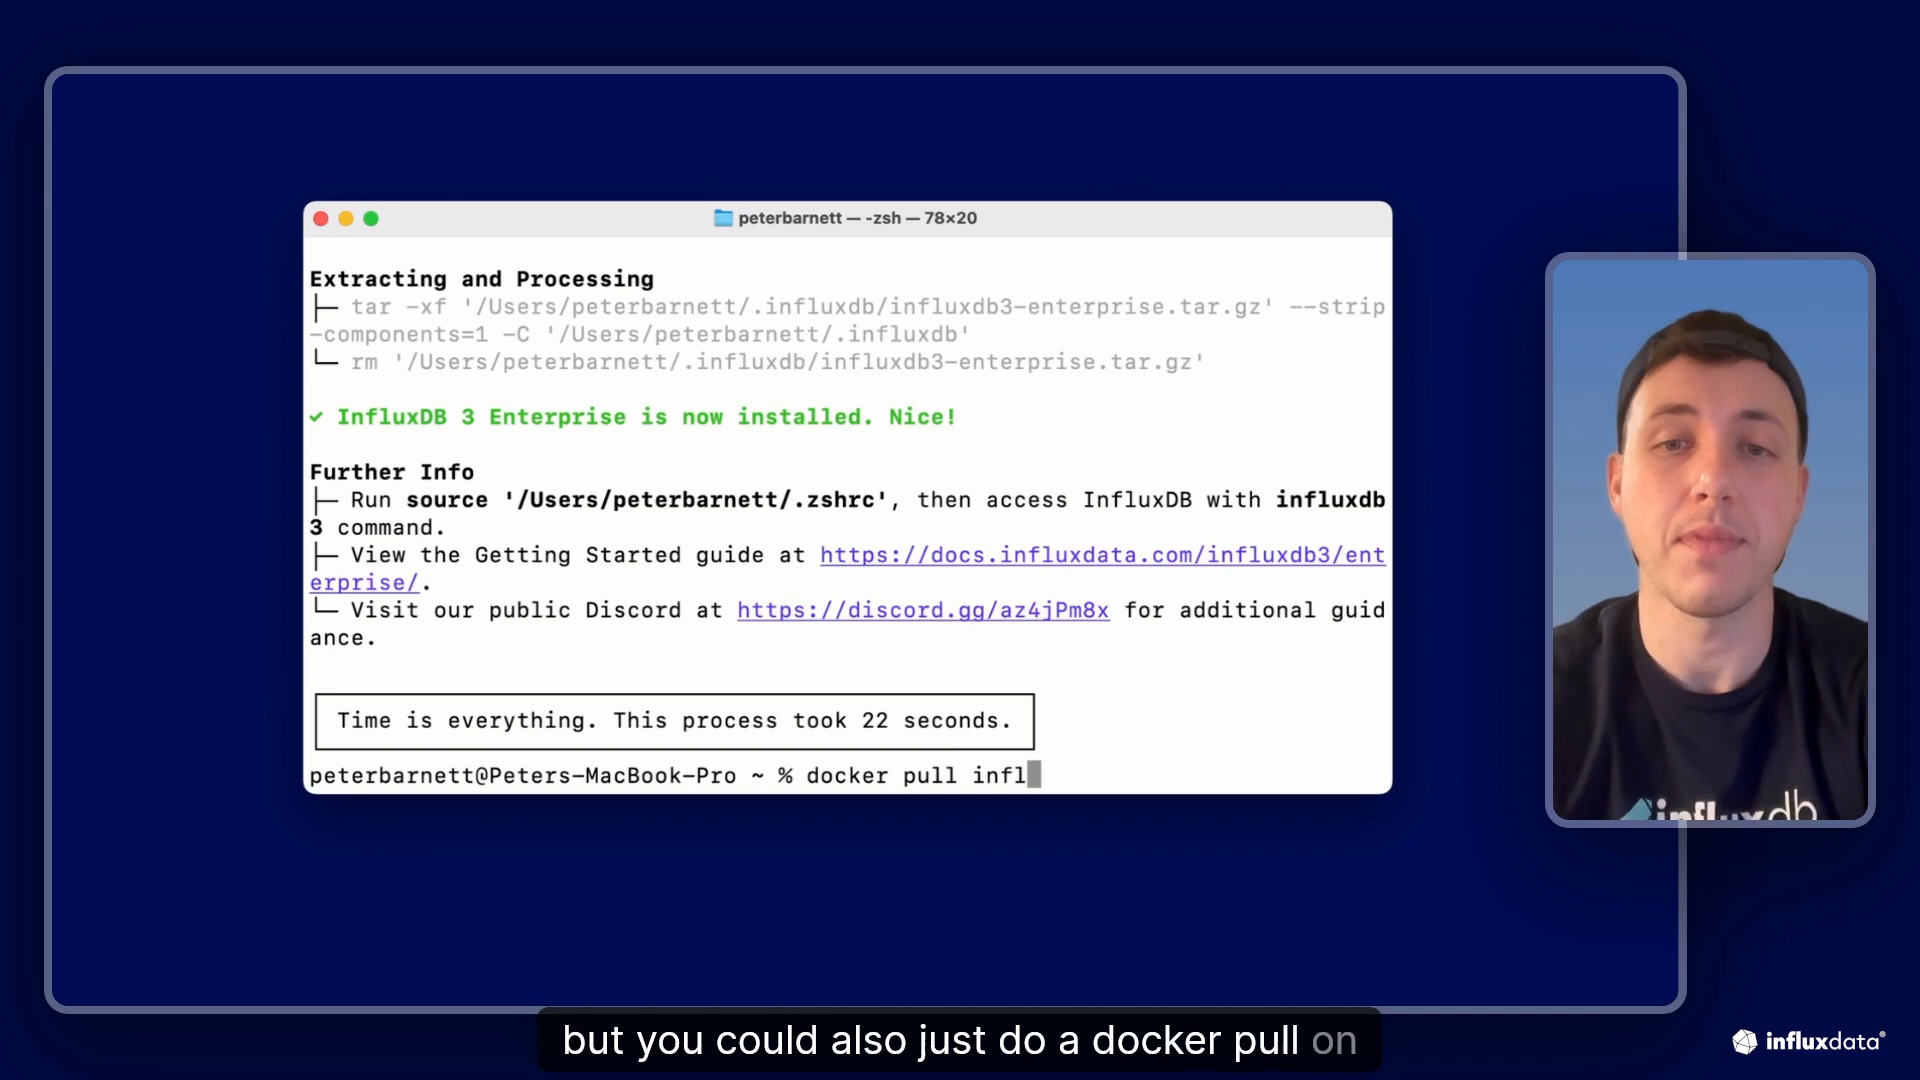 peterbarnett — -zsh — 78×20
Extracting and Processing
├─ tar -xf '/Users/peterbarnett/.influxdb/influxdb3-enterprise.tar.gz' --strip
-components=1 -C '/Users/peterbarnett/.influxdb'
└─ rm '/Users/peterbarnett/.influxdb/influxdb3-enterprise.tar.gz'
✓ InfluxDB 3 Enterprise is now installed. Nice!
Further Info
├─ Run source '/Users/peterbarnett/.zshrc', then access InfluxDB with influxdb
3 command.
├─ View the Getting Started guide at https://docs.influxdata.com/influxdb3/ent
erprise/.
└─ Visit our public Discord at https://discord.gg/az4jPm8x for additional guid
ance.
Time is everything. This process took 22 seconds.
peterbarnett@Peters-MacBook-Pro ~ % docker pull infl
influxdb
but you could also just do a docker pull on
influxdata®